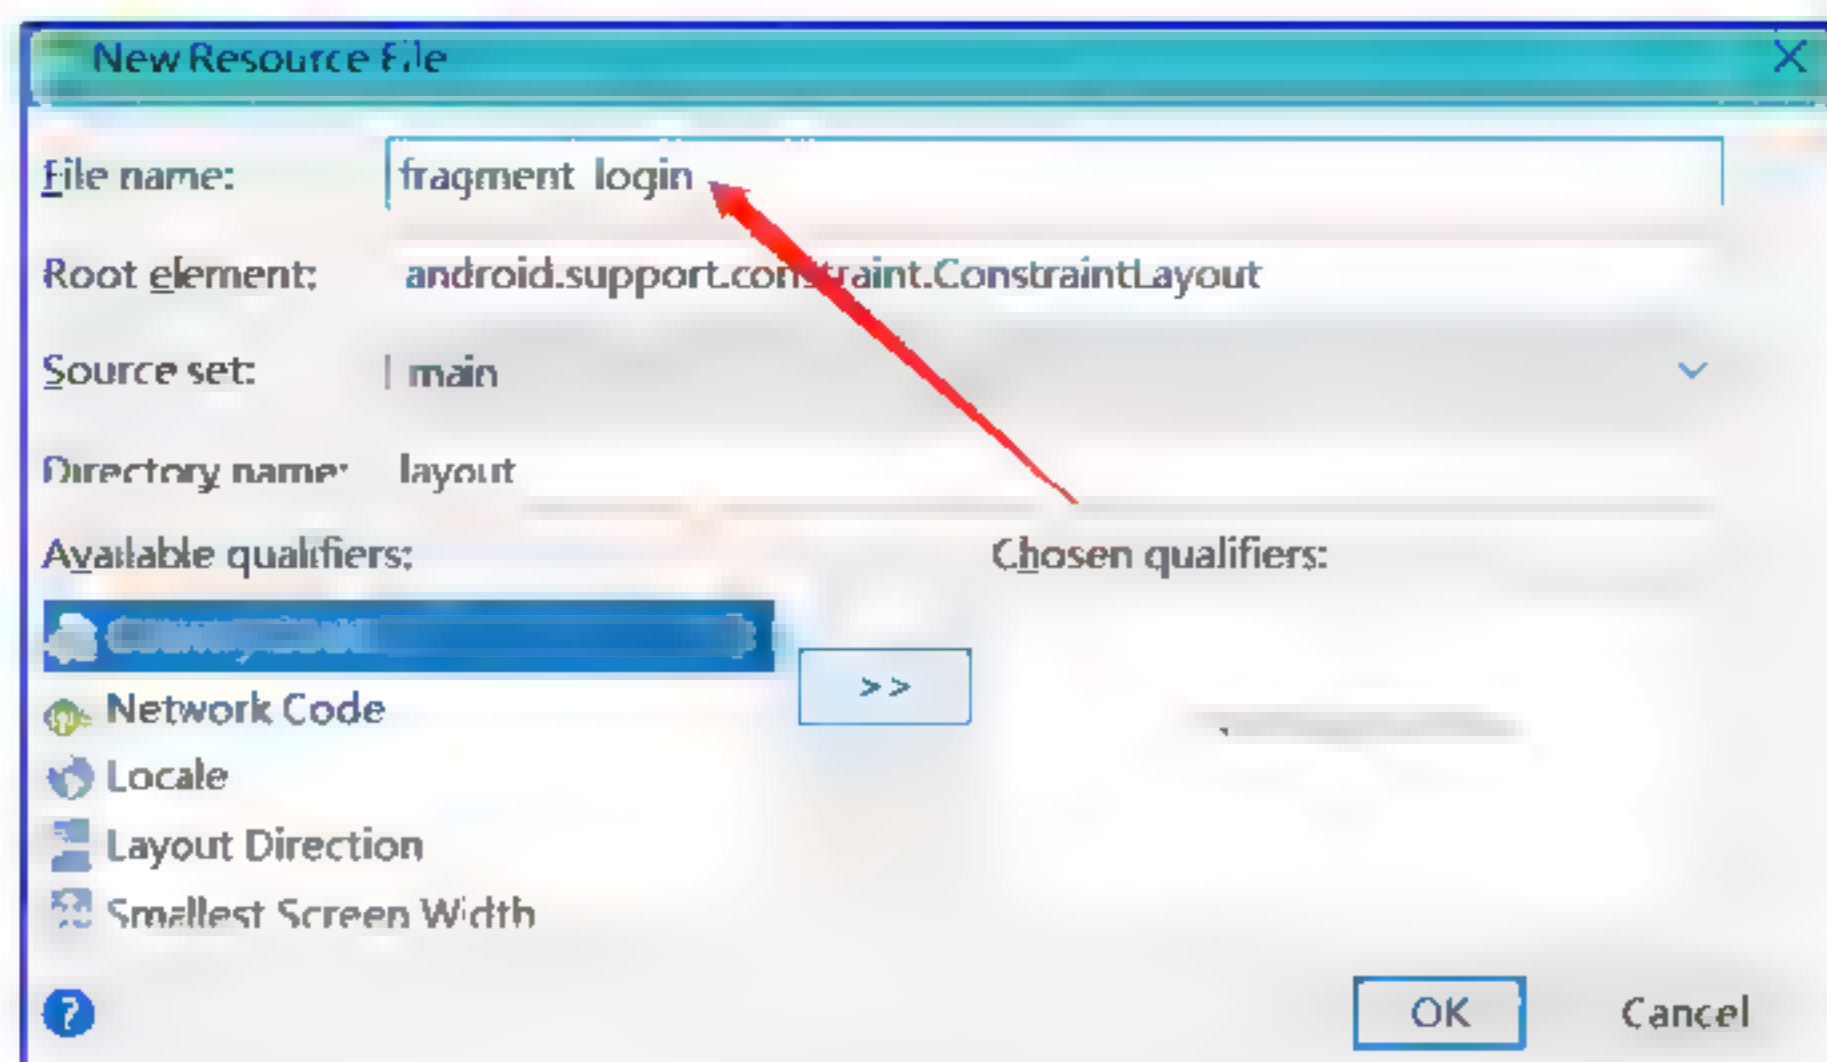 New Resource File
File name: fragment_login
Root element: android.support.constraint.ConstraintLayout
Source set: main
Directory name: layout
Available qualifiers: Chosen qualifiers:
>>
Network Code
Locale
Layout Direction
Smallest Screen Width
? OK Cancel